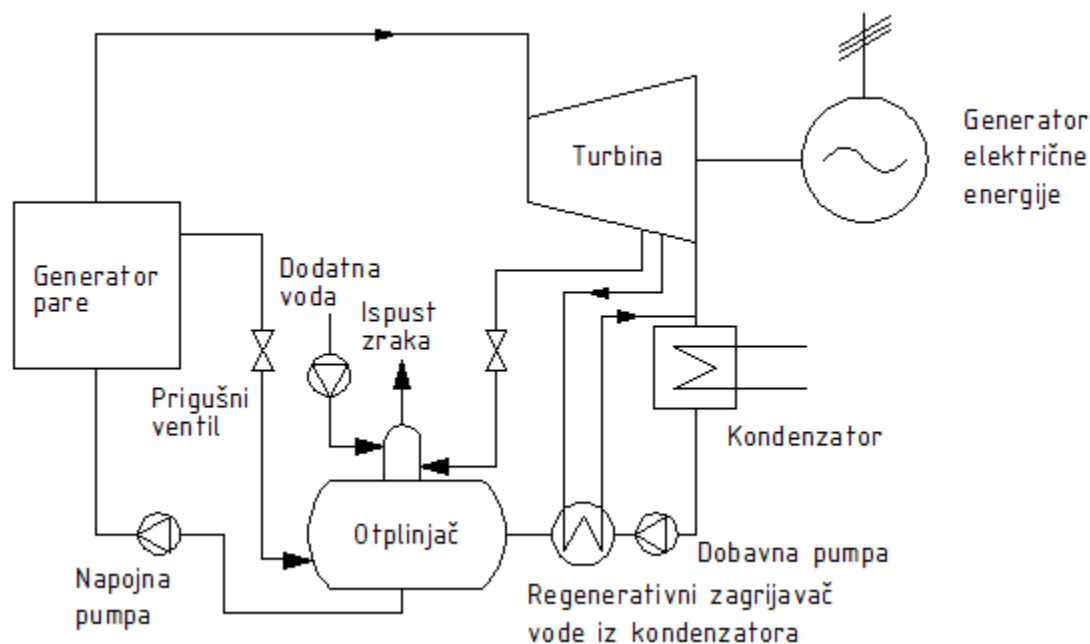 Turbina
Generator
električne
energije
Generator
pare
Dodatna
voda
Ispust
zraka
Prigušni
ventil
Kondenzator
Otplinjač
Dobavna pumpa
Napojna
pumpa
Regenerativni zagrijavač
vode iz kondenzatora